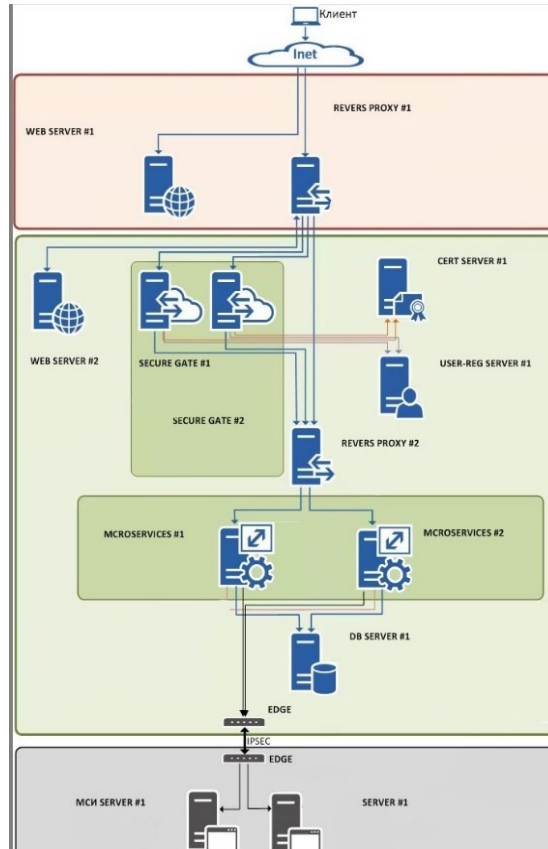 Клиент
Inet
REVERS PROXY #1
WEB SERVER #1
CERT SERVER #1
WEB SERVER #2
SECURE GATE #1
USER-REG SERVER #1
SECURE GATE #2
REVERS PROXY #2
MCROSERVICES #1
MCROSERVICES #2
DB SERVER #1
EDGE
IPSEC
EDGE
МСИ SERVER #1
SERVER #1